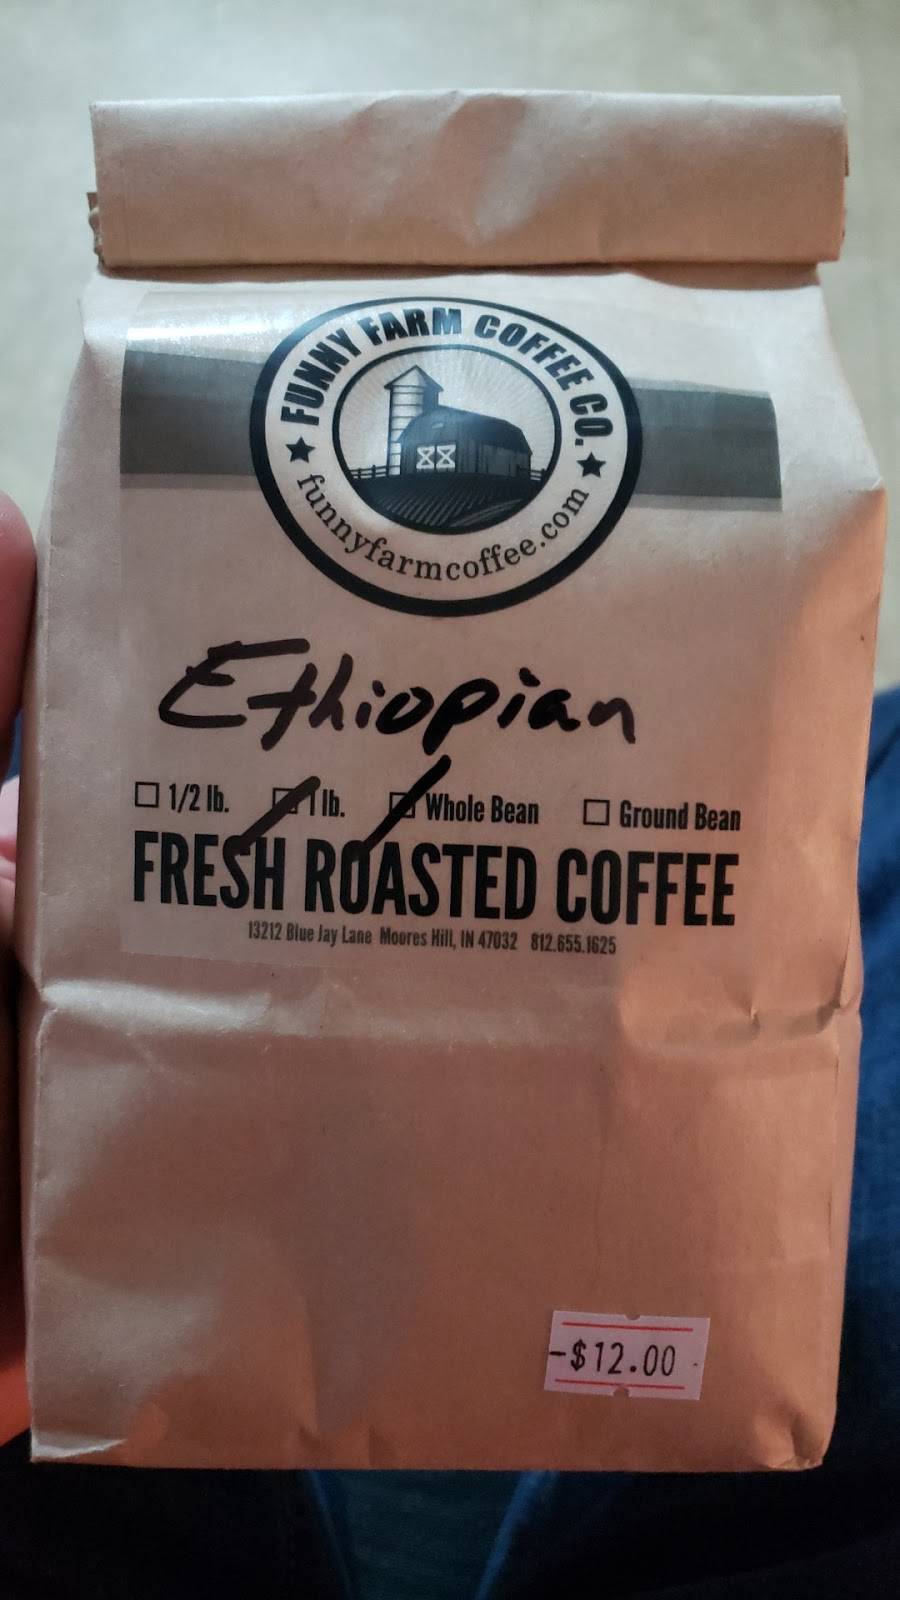 FUNNY FARM COFFEE CO.
funnyfarmcoffee.com
Ethiopian
1/2 lb. 1 lb. Whole Bean Ground Bean
FRESH ROASTED COFFEE
13212 Blue Jay Lane Moores Hill, IN 47032 812.655.1625
-$12.00